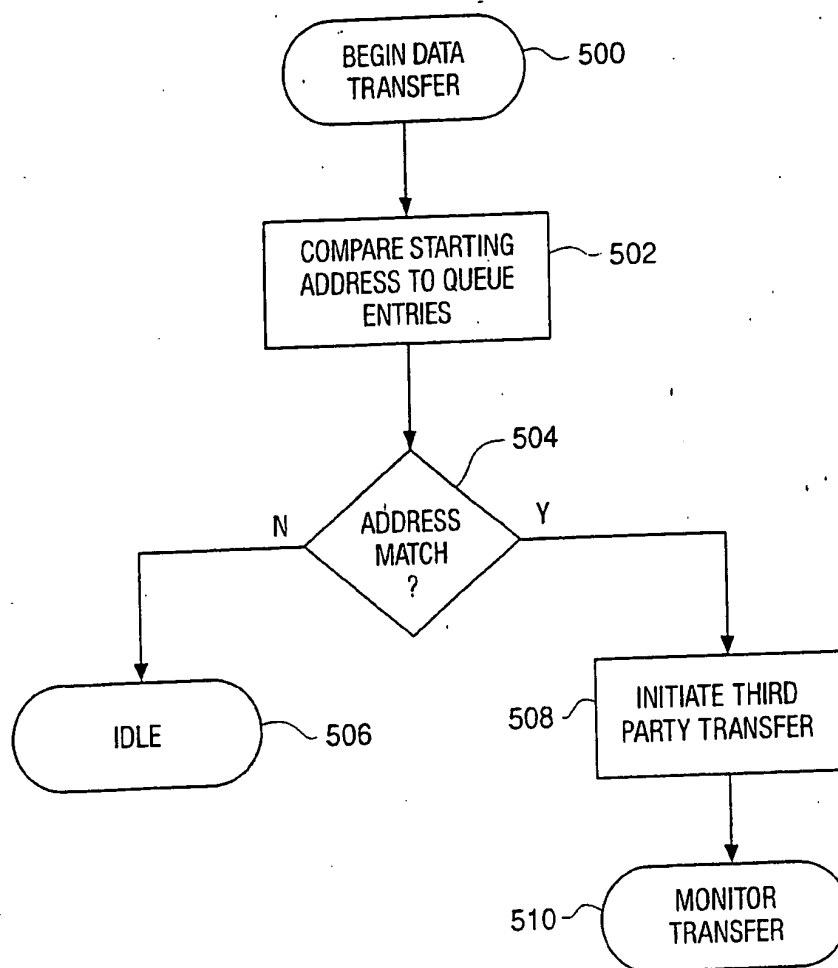 BEGIN DATA
TRANSFER
500
COMPARE STARTING
ADDRESS TO QUEUE
ENTRIES
502
504
ADDRESS
MATCH
?
N
Y
IDLE
506
508
INITIATE THIRD
PARTY TRANSFER
510
MONITOR
TRANSFER